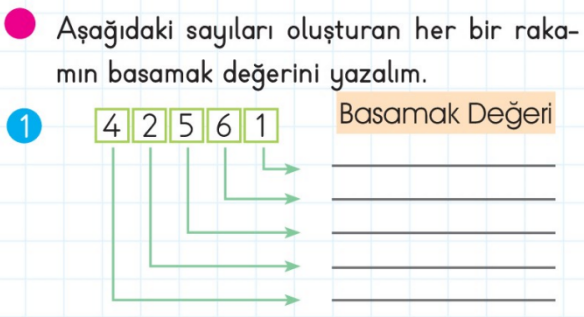 Aşağıdaki sayıları oluşturan her bir raka-
mın basamak değerini yazalım.
1
4 2 5 6 1
Basamak Değeri